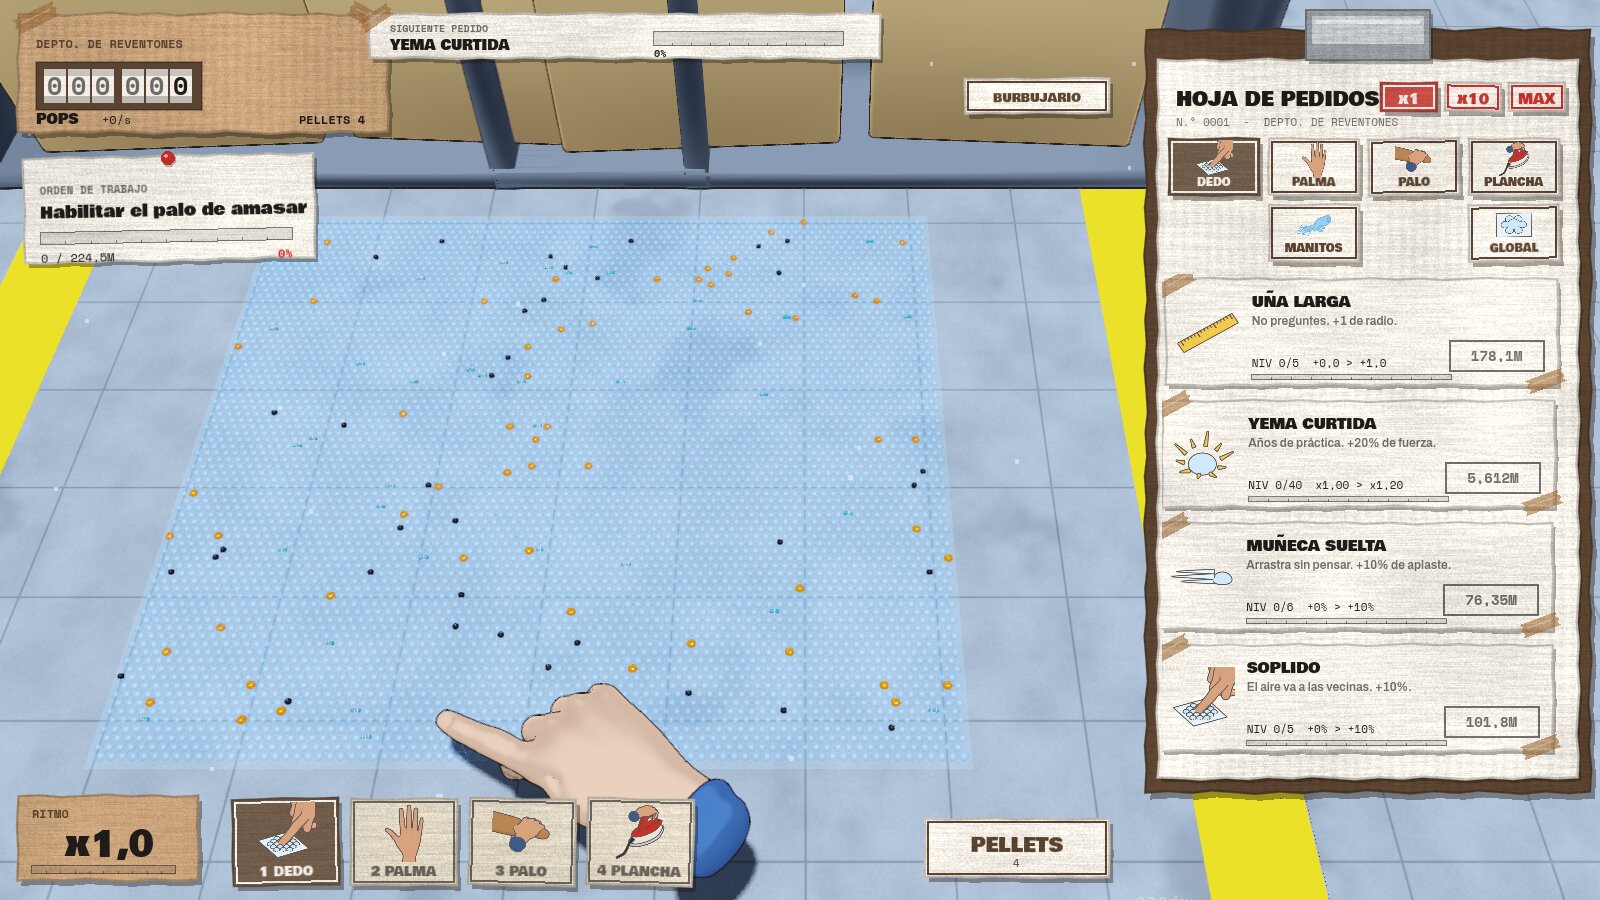 DEPTO. DE REVENTONES
000000
POPS +0/s PELLETS 4
SIGUIENTE PEDIDO
YEMA CURTIDA
0%
BURBUJARIO
ORDEN DE TRABAJO
Habilitar el palo de amasar
0 / 224,5M 0%
HOJA DE PEDIDOS x1 x10 MAX
N.° 0001 - DEPTO. DE REVENTONES
DEDO PALMA PALO PLANCHA
MANITOS GLOBAL
UÑA LARGA
No preguntes. +1 de radio.
NIV 0/5 +0,0 > +1,0 178,1M
YEMA CURTIDA
Años de práctica. +20% de fuerza.
NIV 0/40 x1,00 > x1,20 5,612M
MUÑECA SUELTA
Arrastra sin pensar. +10% de aplaste.
NIV 0/6 +0% > +10% 76,35M
SOPLIDO
El aire va a las vecinas. +10%.
NIV 0/5 +0% > +10% 101,8M
RITMO
x1,0
1 DEDO 2 PALMA 3 PALO 4 PLANCHA
PELLETS
4